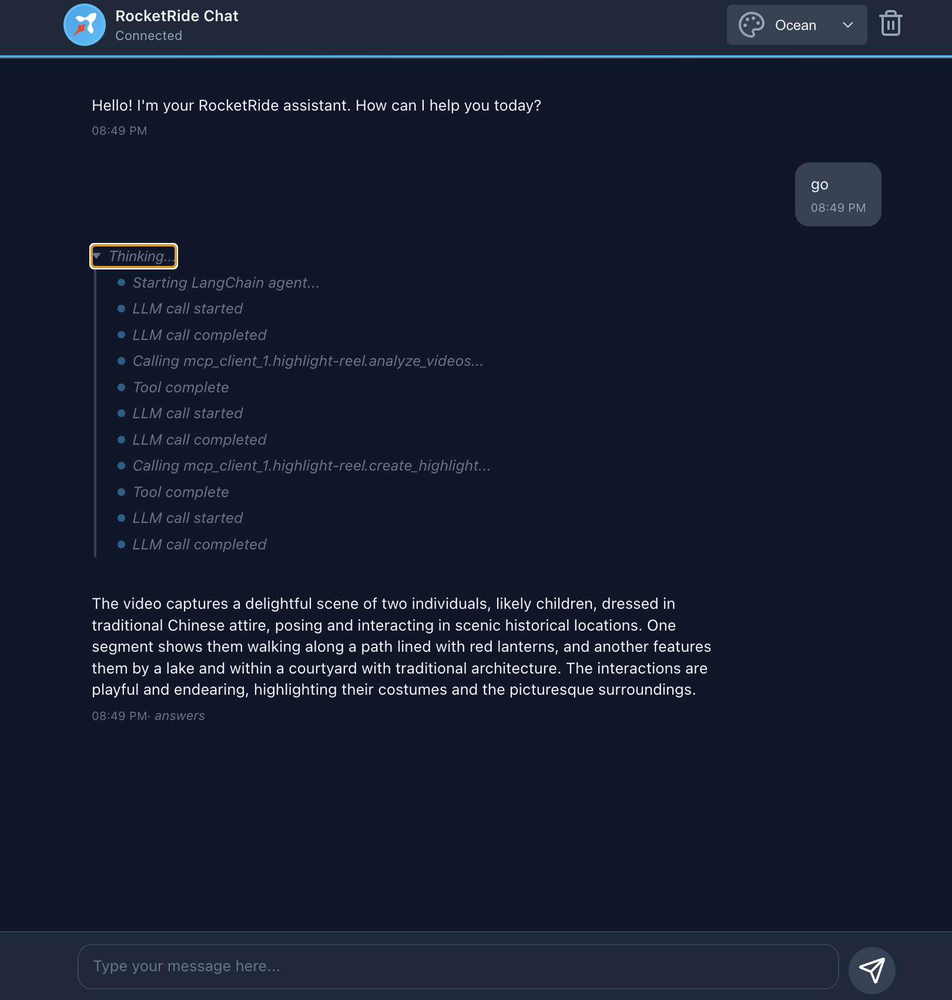 RocketRide Chat
Connected
Ocean
Hello! I'm your RocketRide assistant. How can I help you today?
08:49 PM
go
08:49 PM
Thinking...
Starting LangChain agent...
LLM call started
LLM call completed
Calling mcp_client_1.highlight-reel.analyze_videos...
Tool complete
LLM call started
LLM call completed
Calling mcp_client_1.highlight-reel.create_highlight...
Tool complete
LLM call started
LLM call completed
The video captures a delightful scene of two individuals, likely children, dressed in
traditional Chinese attire, posing and interacting in scenic historical locations. One
segment shows them walking along a path lined with red lanterns, and another features
them by a lake and within a courtyard with traditional architecture. The interactions are
playful and endearing, highlighting their costumes and the picturesque surroundings.
08:49 PM· answers
Type your message here...